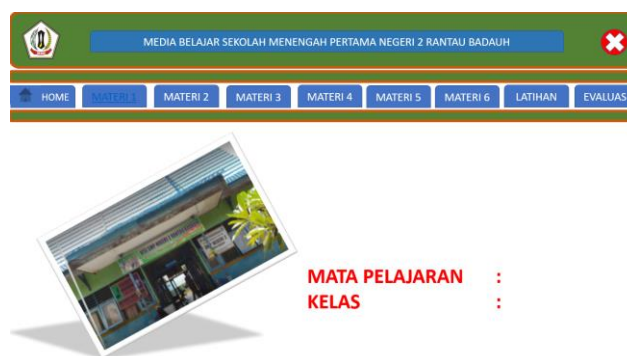 MEDIA BELAJAR SEKOLAH MENENGAH PERTAMA NEGERI 2 RANTAU BADAUH
HOME MATERI 1 MATERI 2 MATERI 3 MATERI 4 MATERI 5 MATERI 6 LATIHAN EVALUAS
MATA PELAJARAN :
KELAS :